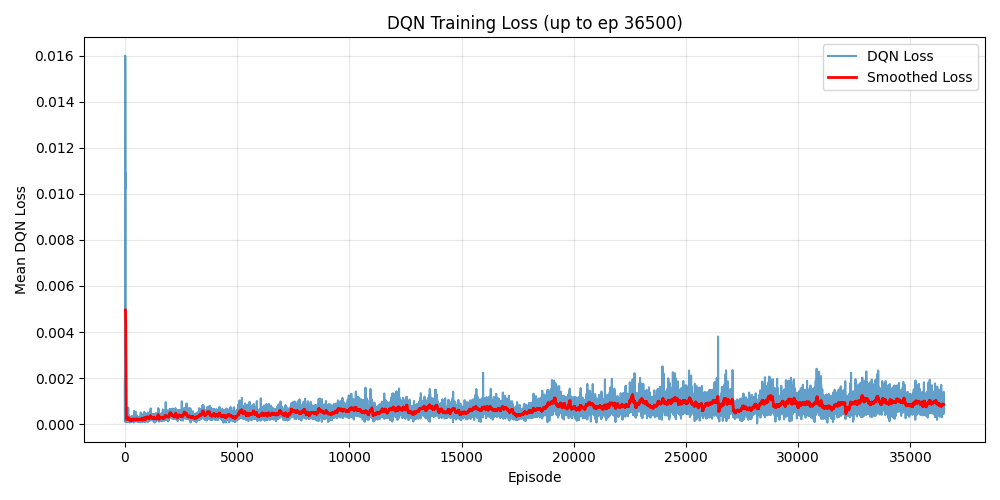 DQN Training Loss (up to ep 36500)
DQN Loss
Smoothed Loss
Mean DQN Loss
0.016
0.014
0.012
0.010
0.008
0.006
0.004
0.002
0.000
0 5000 10000 15000 20000 25000 30000 35000
Episode